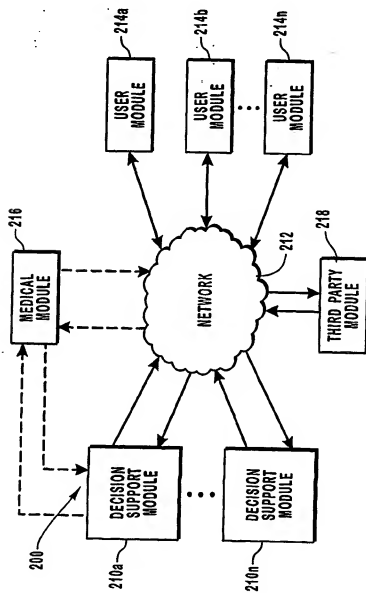 200
210a
DECISION
SUPPORT
MODULE
210n
DECISION
SUPPORT
MODULE
216
MEDICAL
MODULE
NETWORK
212
218
THIRD PARTY
MODULE
214a
USER
MODULE
214b
USER
MODULE
214n
USER
MODULE